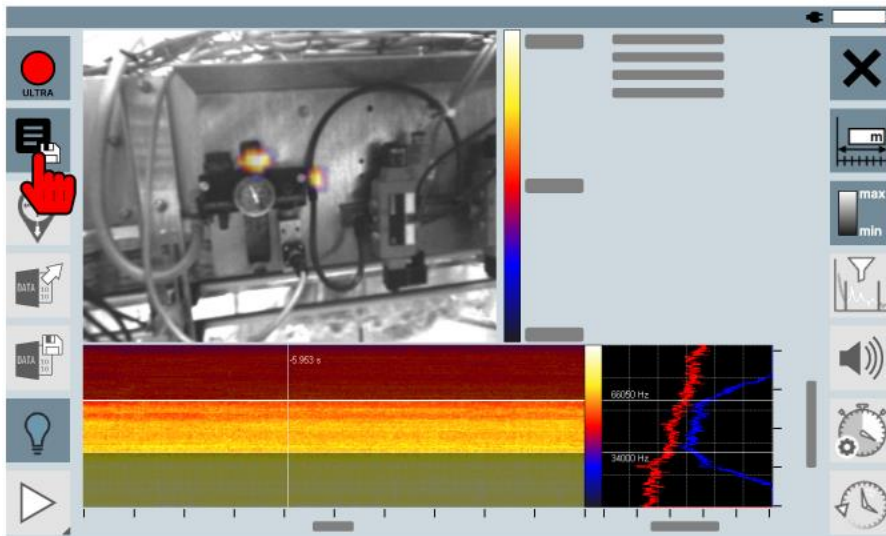 ULTRA
m
max
min
DATA
DATA
-5.953 s
66050 Hz
34000 Hz